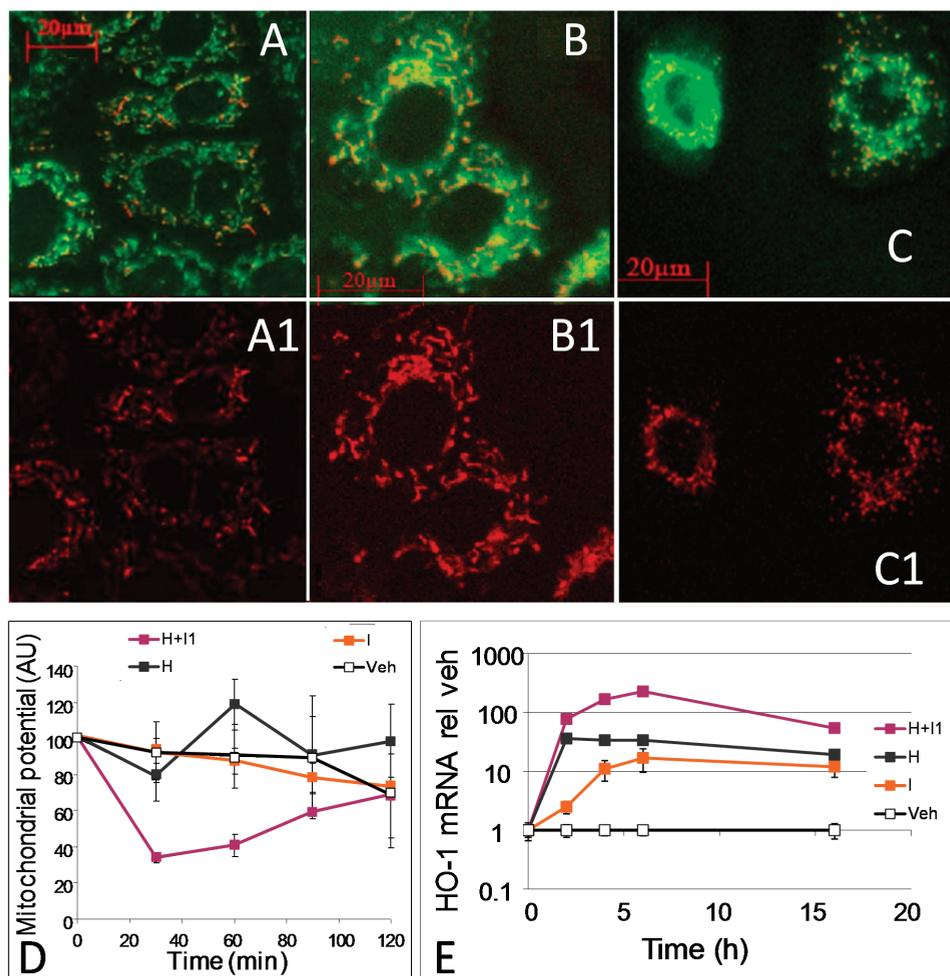 20µm
A
B
C
20µm
20µm
A1
B1
C1
H+I1
I
H
Veh
Mitochondrial potential (AU)
140
120
100
80
60
40
20
0
0 20 40 60 80 100 120
Time (min)
D
HO-1 mRNA rel veh
1000
100
10
1
0.1
0 5 10 15 20
Time (h)
H+I1
H
I
Veh
E